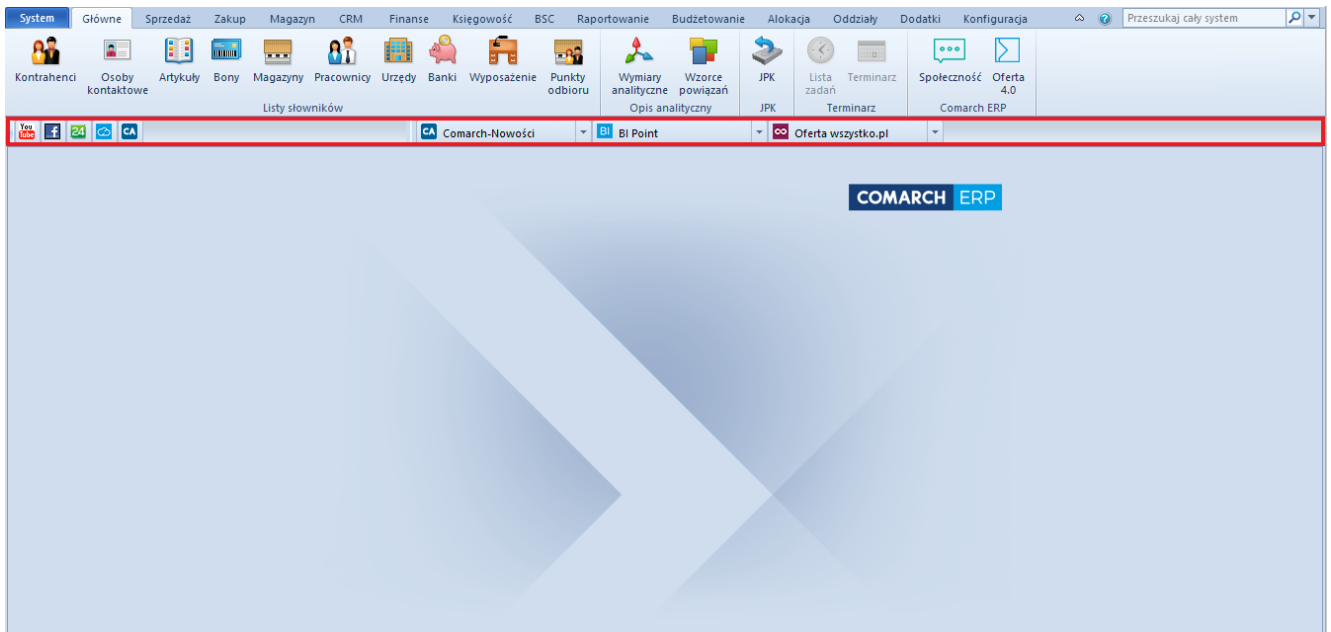 System Główne Sprzedaż Zakup Magazyn CRM Finanse Księgowość BSC Raportowanie Budżetowanie Alokacja Oddziały Dodatki Konfiguracja ? Przeszukaj cały system
Kontrahenci Osoby Artykuły Bony Magazyny Pracownicy Urzędy Banki Wyposażenie Punkty Wymiary Wzorce JPK Lista Terminarz Społeczność Oferta
kontaktowe odbioru analityczne powiązań zadań 4.0
Listy słowników Opis analityczny JPK Terminarz Comarch ERP
You Tube f 24 CA CA Comarch-Nowości BI BI Point Oferta wszystko.pl
COMARCH ERP